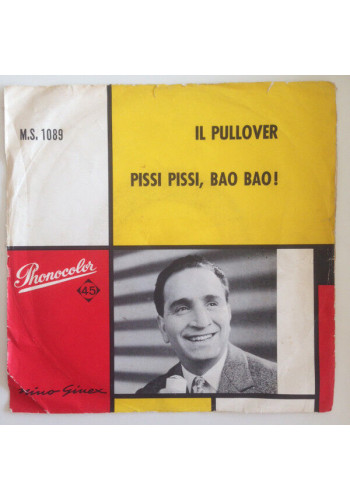 M.S. 1089
IL PULLOVER
PISSI PISSI, BAO BAO!
Phonocolor
45
Nino Ginex